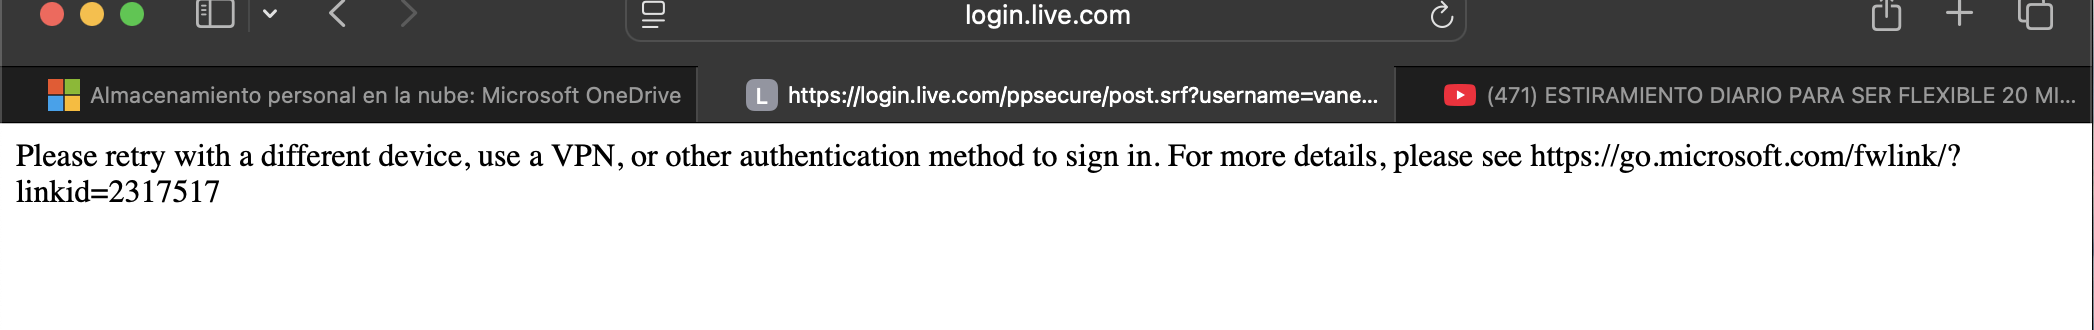 login.live.com
Almacenamiento personal en la nube: Microsoft OneDrive
L https://login.live.com/ppsecure/post.srf?username=vane...
(471) ESTIRAMIENTO DIARIO PARA SER FLEXIBLE 20 MI...
Please retry with a different device, use a VPN, or other authentication method to sign in. For more details, please see https://go.microsoft.com/fwlink/?
linkid=2317517